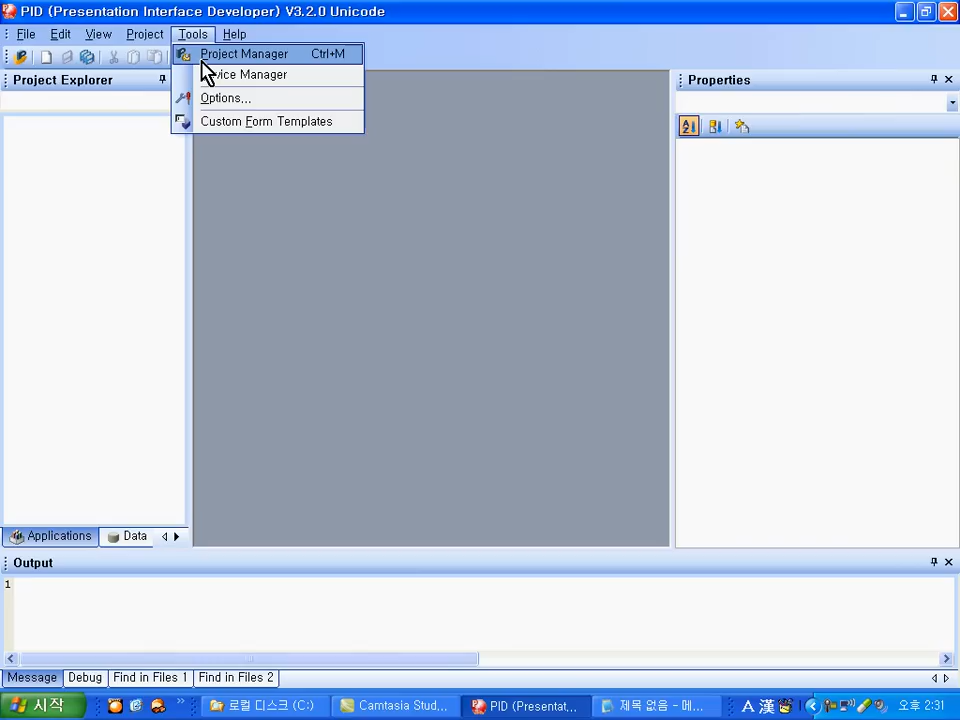 PID (Presentation Interface Developer) V3.2.0 Unicode
File Edit View Project Tools Help
Project Manager Ctrl+M
vice Manager
Options...
Custom Form Templates
Project Explorer
Properties
Applications Data
Output
1
Message Debug Find in Files 1 Find in Files 2
시작 로컬 디스크 (C:) Camtasia Stud... PID (Presentat... 제목 없음 - 메... A 漢 오후 2:31